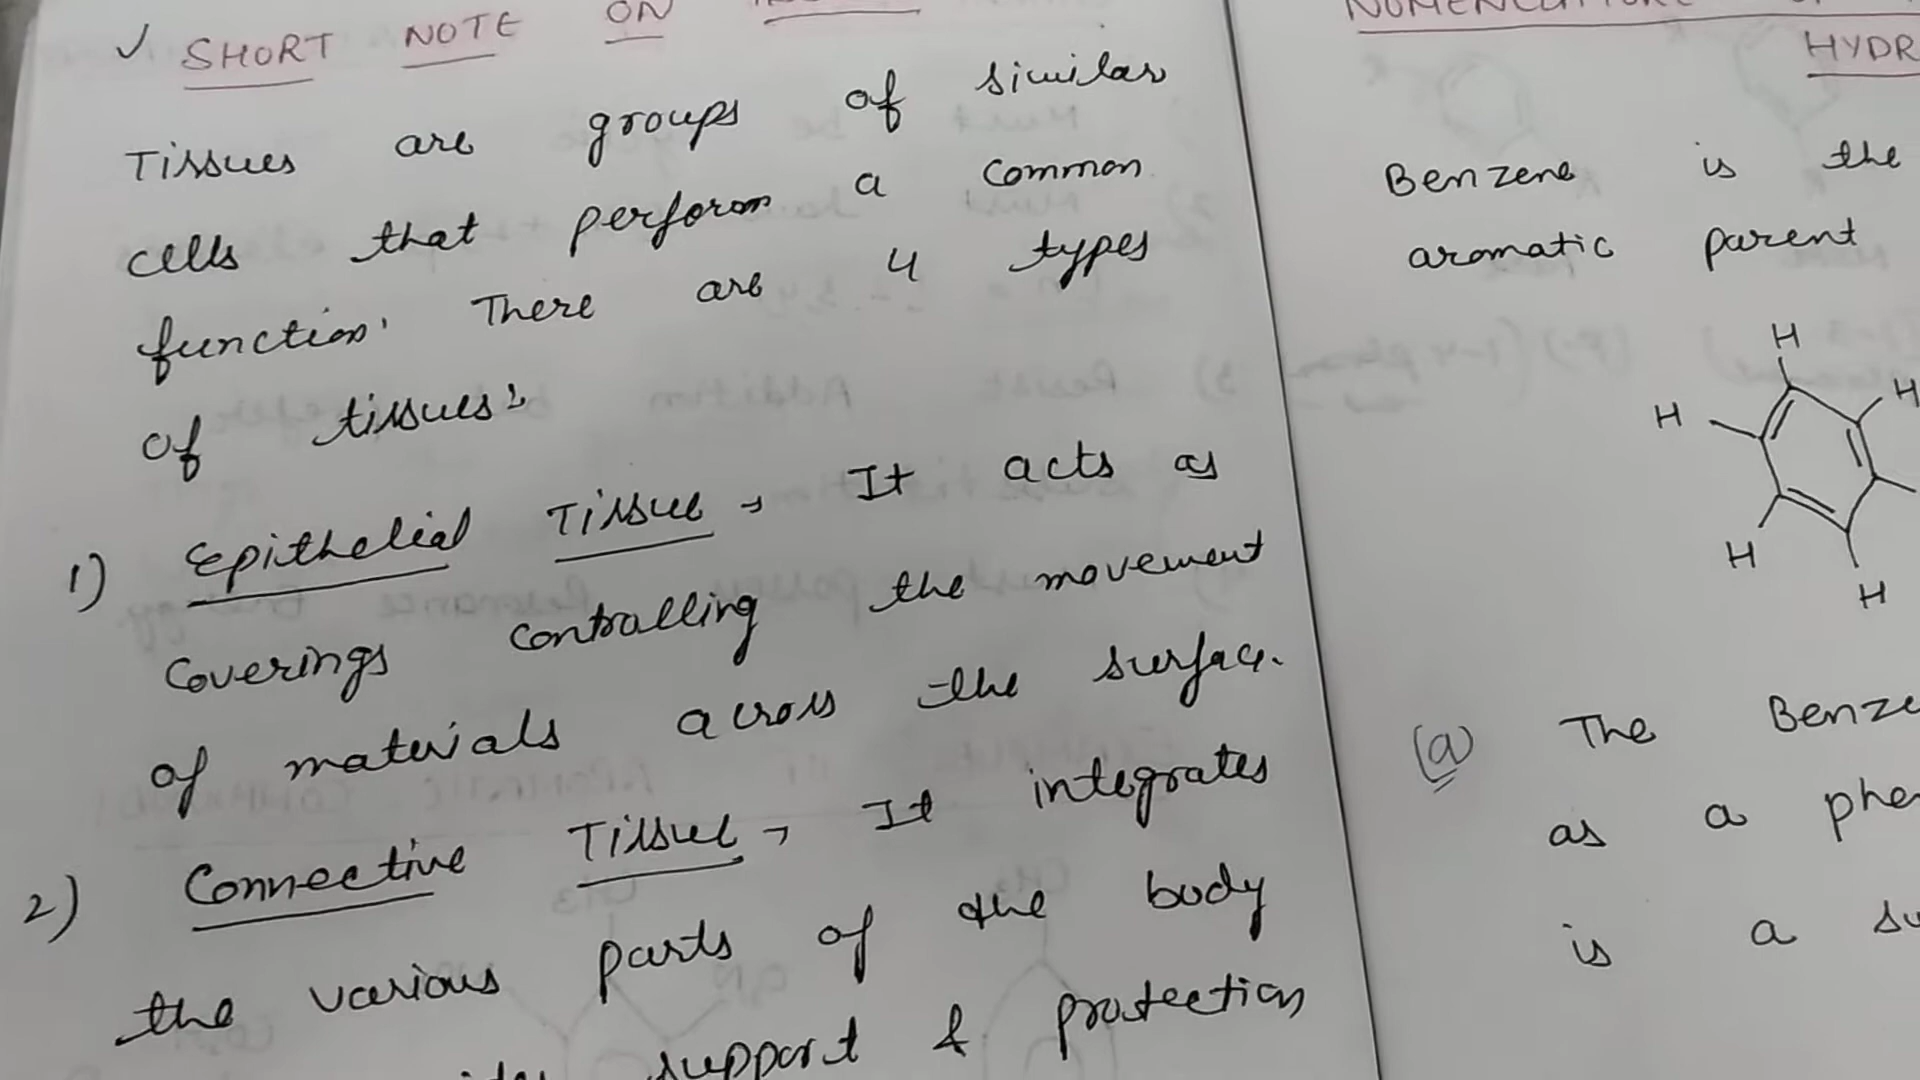 SHORT NOTE ON
Tissues are groups of similar
cells that perform a common
function. There are 4 types
of tissues:
1) Epithelial Tissue → It acts as
coverings controlling the movement
of materials across the surface.
2) Connective Tissue → It integrates
the various parts of the body
support & protection
NOMENCLATURE
HYDR
Benzene is the
aromatic parent
H
H
H
H
H
(a) The Benze
as a phe
is a su